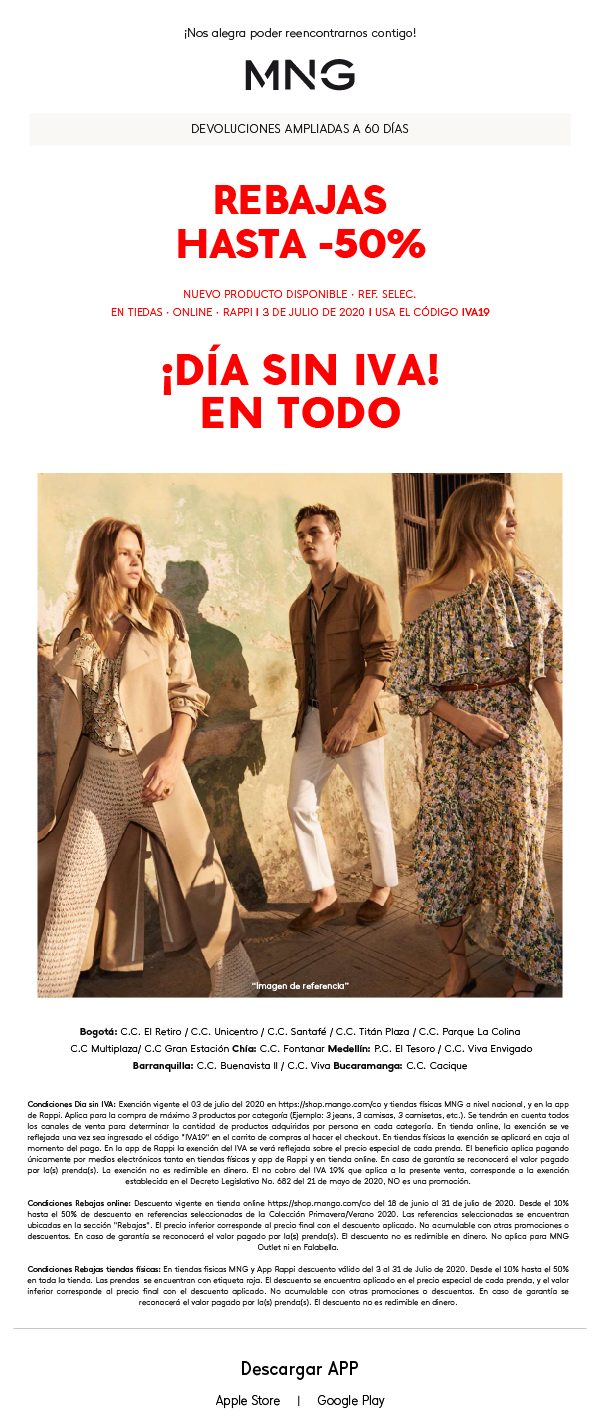 ¡Nos alegra poder reencontrarnos contigo!
MNG
DEVOLUCIONES AMPLIADAS A 60 DÍAS
REBAJAS
HASTA -50%
NUEVO PRODUCTO DISPONIBLE · REF. SELEC.
EN TIEDAS · ONLINE · RAPPI I 3 DE JULIO DE 2020 I USA EL CÓDIGO IVA19
¡DÍA SIN IVA!
EN TODO
"Imagen de referencia"
Bogotá: C.C. El Retiro / C.C. Unicentro / C.C. Santafé / C.C. Titán Plaza / C.C. Parque La Colina
C.C Multiplaza/ C.C Gran Estación Chía: C.C. Fontanar Medellín: P.C. El Tesoro / C.C. Viva Envigado
Barranquilla: C.C. Buenavista II / C.C. Viva Bucaramanga: C.C. Cacique
Condiciones Dia sin IVA: Exención vigente el 03 de julio del 2020 en https://shop.mango.com/co y tiendas físicas MNG a nivel nacional, y en la app
de Rappi. Aplica para la compra de máximo 3 productos por categoría (Ejemplo: 3 jeans, 3 camisas, 3 camisetas, etc.). Se tendrán en cuenta todos
los canales de venta para determinar la cantidad de productos adquiridos por persona en cada categoría. En tienda online, la exención se ve
reflejada una vez sea ingresado el código "IVA19" en el carrito de compras al hacer el checkout. En tiendas físicas la exención se aplicará en caja al
momento del pago. En la app de Rappi la exención del IVA se verá reflejada sobre el precio especial de cada prenda. El beneficio aplica pagando
únicamente por medios electrónicos tanto en tiendas físicas y app de Rappi y en tienda online. En caso de garantía se reconocerá el valor pagado
por la(s) prenda(s). La exención no es redimible en dinero. El no cobro del IVA 19% que aplica a la presente venta, corresponde a la exención
establecida en el Decreto Legislativo No. 682 del 21 de mayo de 2020, NO es una promoción.
Condiciones Rebajas online: Descuento vigente en tienda online https://shop.mango.com/co del 18 de junio al 31 de julio de 2020. Desde el 10%
hasta el 50% de descuento en referencias seleccionadas de la Colección Primavera/Verano 2020. Las referencias seleccionadas se encuentran
ubicadas en la sección "Rebajas". El precio inferior corresponde al precio final con el descuento aplicado. No acumulable con otras promociones o
descuentos. En caso de garantía se reconocerá el valor pagado por la(s) prenda(s). El descuento no es redimible en dinero. No aplica para MNG
Outlet ni en Falabella.
Condiciones Rebajas tiendas físicas: En tiendas físicas MNG y App Rappi descuento válido del 3 al 31 de Julio de 2020. Desde el 10% hasta el 50%
en toda la tienda. Las prendas se encuentran con etiqueta roja. El descuento se encuentra aplicado en el precio especial de cada prenda, y el valor
inferior corresponde al precio final con el descuento aplicado. No acumulable con otras promociones o descuentos. En caso de garantía se
reconocerá el valor pagado por la(s) prenda(s). El descuento no es redimible en dinero.
Descargar APP
Apple Store | Google Play